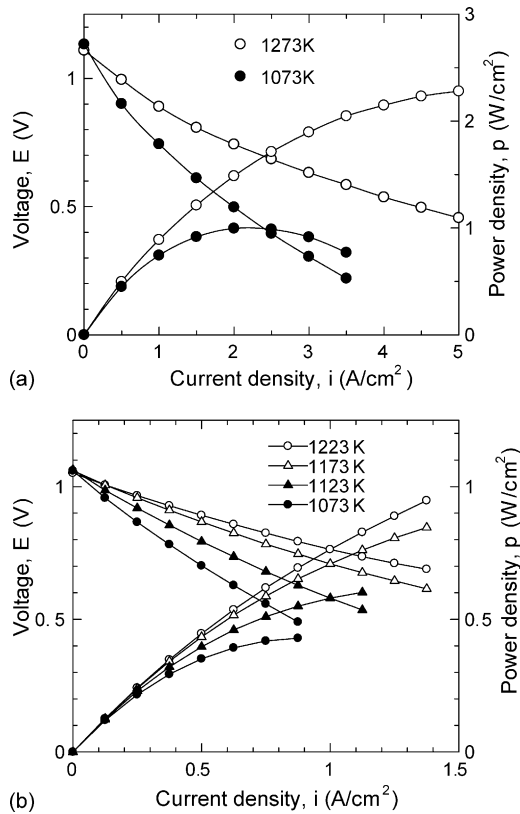 3
1273K
1073K
1
2
0.5
1
0
0
0 1 2 3 4 5
Voltage, E (V)
Power density, p (W/cm2)
(a)
Current density, i (A/cm2)
1223 K
1173 K
1123 K
1073 K
1
1
0.5
0.5
0
0
0 0.5 1 1.5
Voltage, E (V)
Power density, p (W/cm2)
(b)
Current density, i (A/cm2)